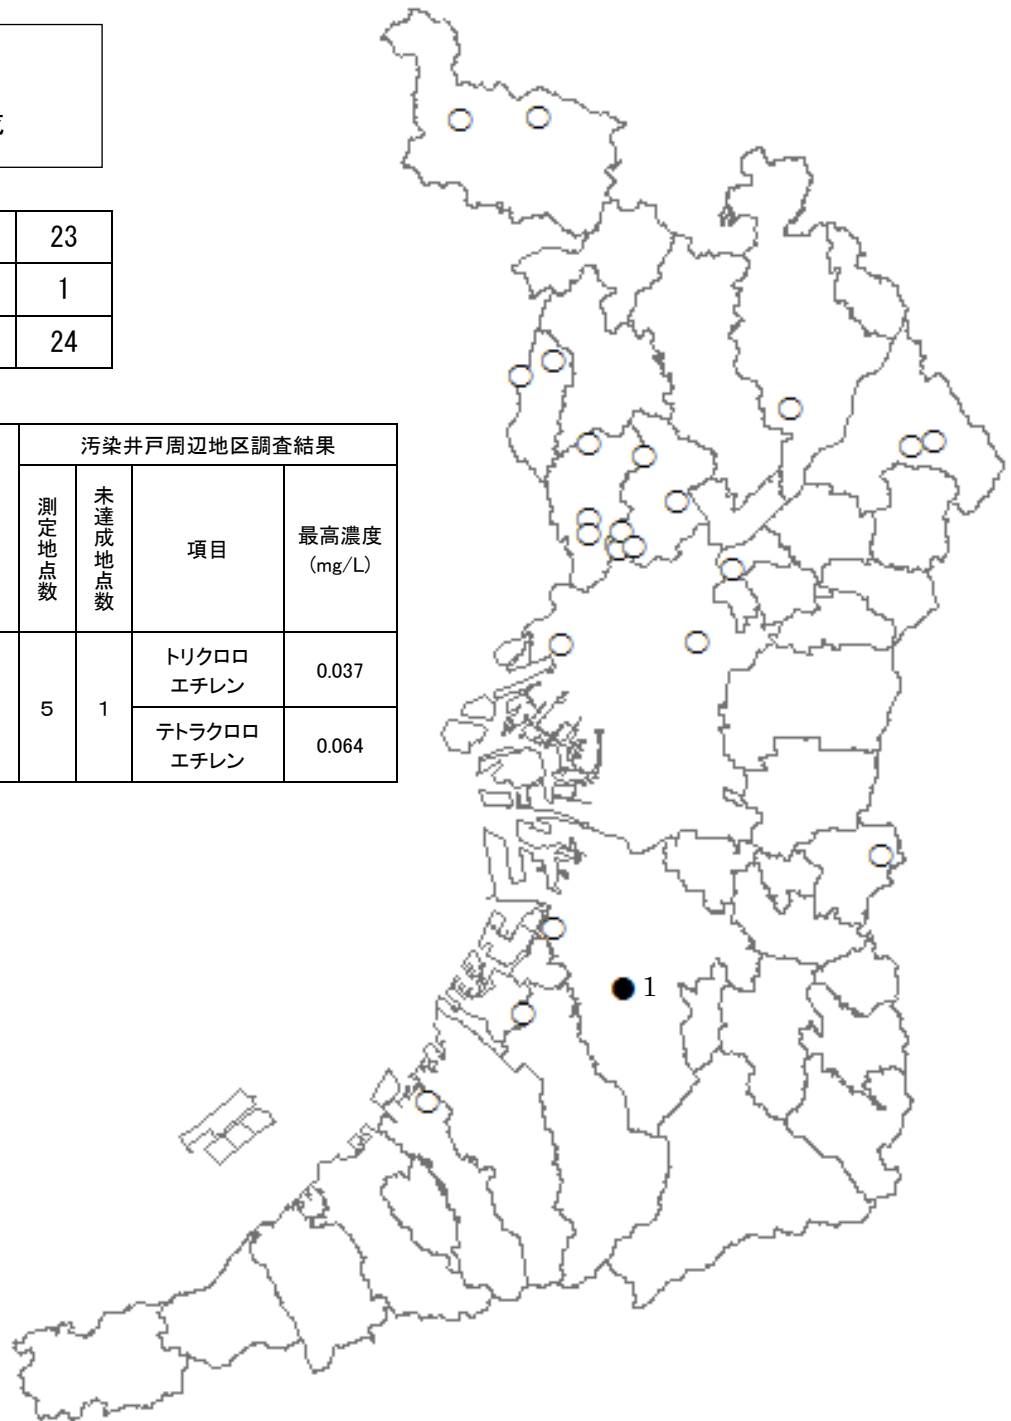 23
1
24
汚染井戸周辺地区調査結果
測定地点数
未達成地点数
項目
最高濃度
(mg/L)
5
1
トリクロロ
エチレン
0.037
テトラクロロ
エチレン
0.064
1